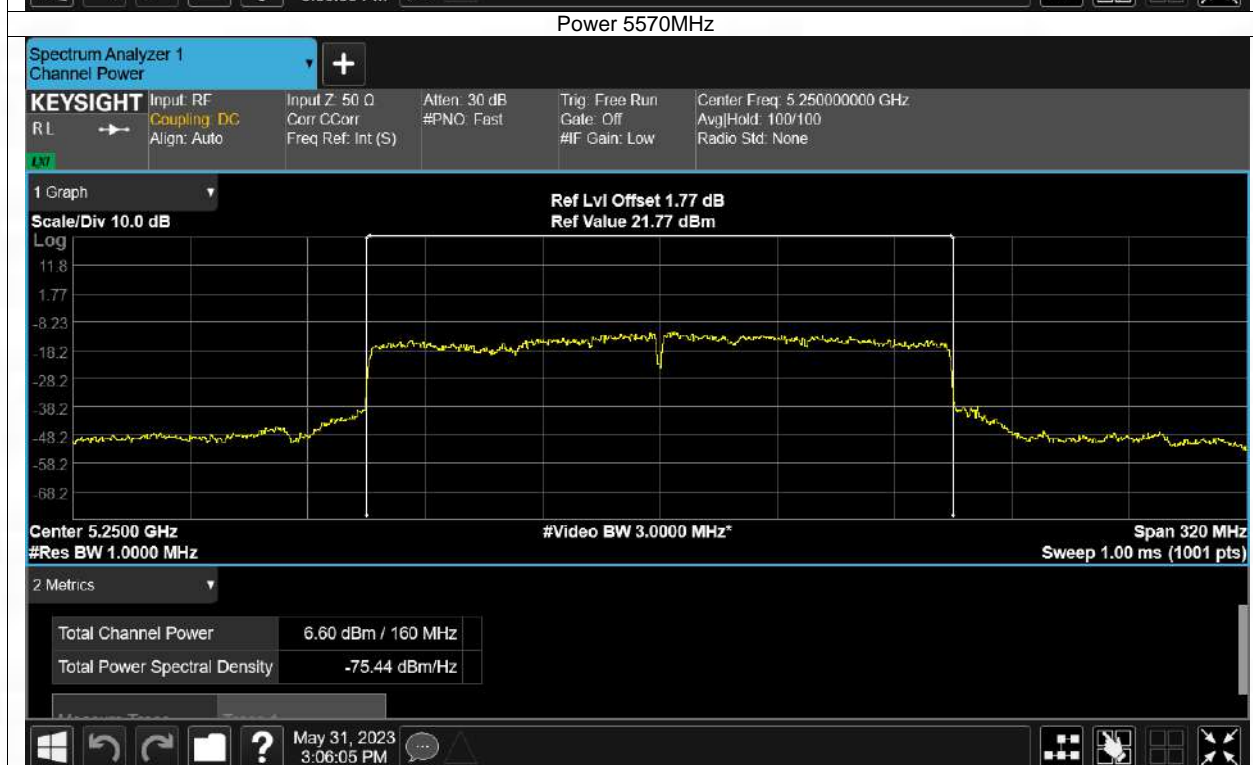 Power 5570MHz
Spectrum Analyzer 1
Channel Power
+
KEYSIGHT Input: RF Input Z: 50 Ω Atten: 30 dB Trig: Free Run Center Freq: 5.250000000 GHz
RL Coupling: DC Corr CCorr #PNO: Fast Gate: Off Avg|Hold: 100/100
Align: Auto Freq Ref: Int (S) #IF Gain: Low Radio Std: None
LXI
1 Graph
Ref Lvl Offset 1.77 dB
Scale/Div 10.0 dB Ref Value 21.77 dBm
Log
11.8
1.77
-8.23
-18.2
-28.2
-38.2
-48.2
-58.2
-68.2
Center 5.2500 GHz #Video BW 3.0000 MHz* Span 320 MHz
#Res BW 1.0000 MHz Sweep 1.00 ms (1001 pts)
2 Metrics
Total Channel Power 6.60 dBm / 160 MHz
Total Power Spectral Density -75.44 dBm/Hz
? May 31, 2023
3:06:05 PM